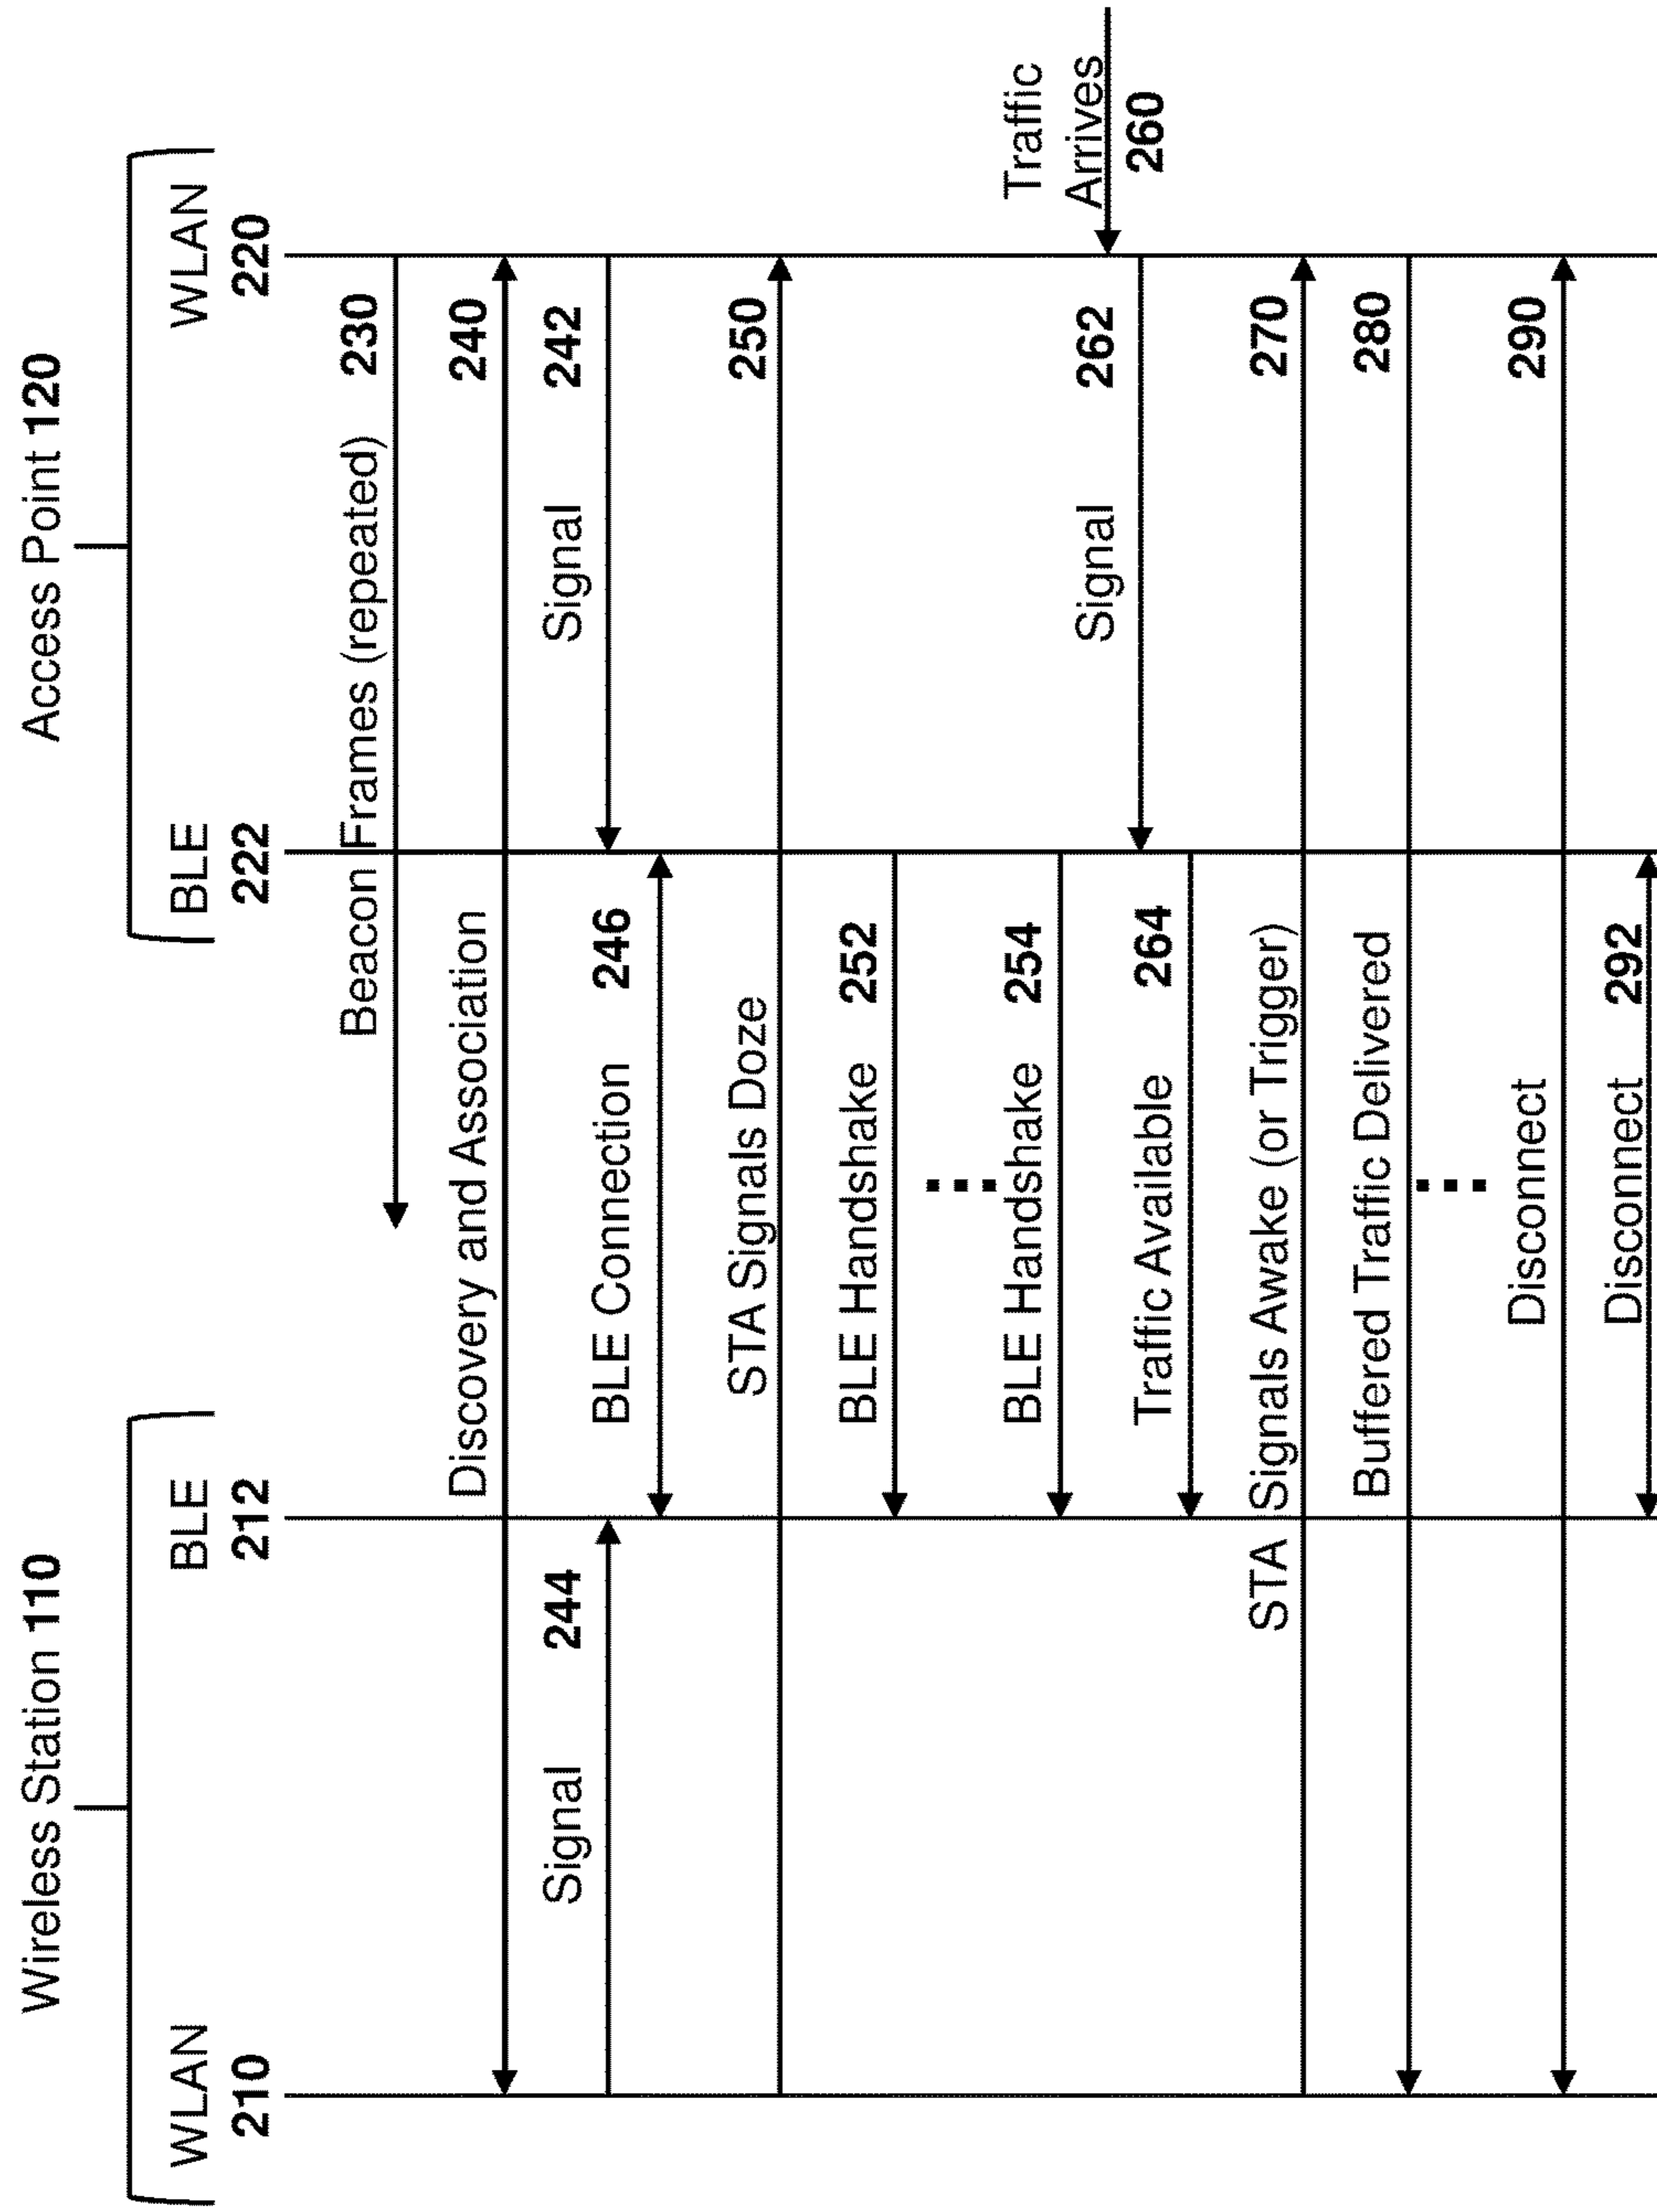 Wireless Station 110
Access Point 120
WLAN
210
BLE
212
BLE
222
WLAN
220
Beacon Frames (repeated) 230
Discovery and Association
240
Signal 244
Signal 242
BLE Connection 246
STA Signals Doze
250
BLE Handshake 252
BLE Handshake 254
Traffic
Arrives
260
Signal 262
Traffic Available 264
STA Signals Awake (or Trigger)
270
Buffered Traffic Delivered
280
Disconnect
290
Disconnect 292